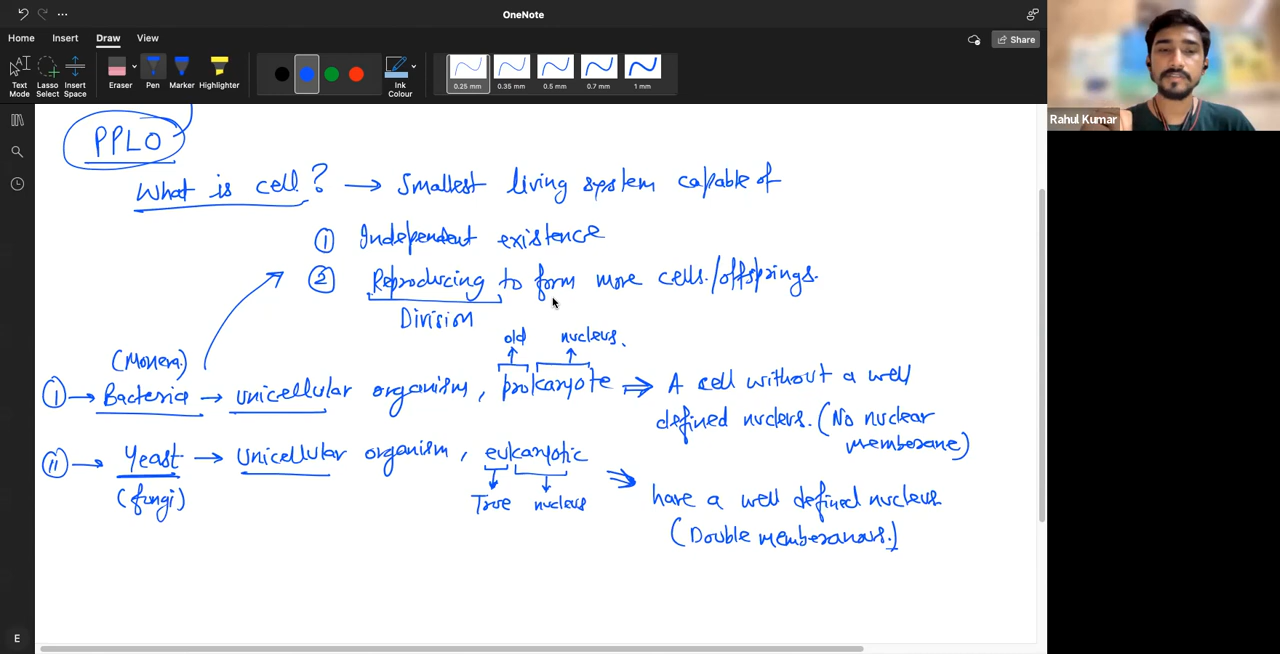 OneNote
Home Insert Draw View
Share
Text Mode
Lasso Select
Insert Space
Eraser
Pen
Marker
Highlighter
Ink Colour
0.25 mm 0.35 mm 0.5 mm 0.7 mm 1 mm
Rahul Kumar
PPLO
What is cell? → Smallest living system capable of
① Independent existence
② Reproducing to form more cells./offsprings.
Division
old nucleus.
(Monera)
I → Bacteria → unicellular organism, prokaryote ⇒ A cell without a well
defined nucleus. (No nuclear
memberane)
II → Yeast → Unicellular organism, eukaryotic ⇒
(fungi)
True nucleus
have a well defined nucleus
(Double memberanous.)
E